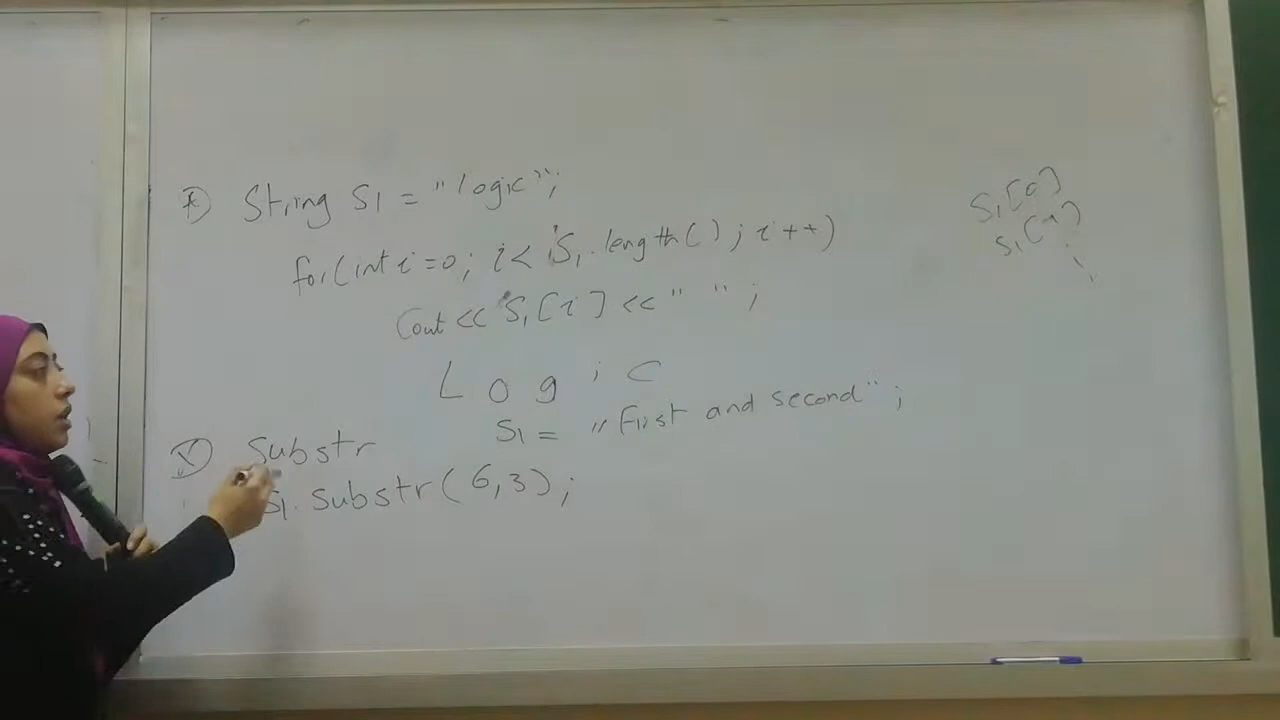 String S1 = "logic";
for(int i=0; i< S1.length(); i++)
Cout << S1[i] << " ";
L o g i c
S1 = "First and second";
Substr
S1.substr(6,3);
S1[0]
S1[1]